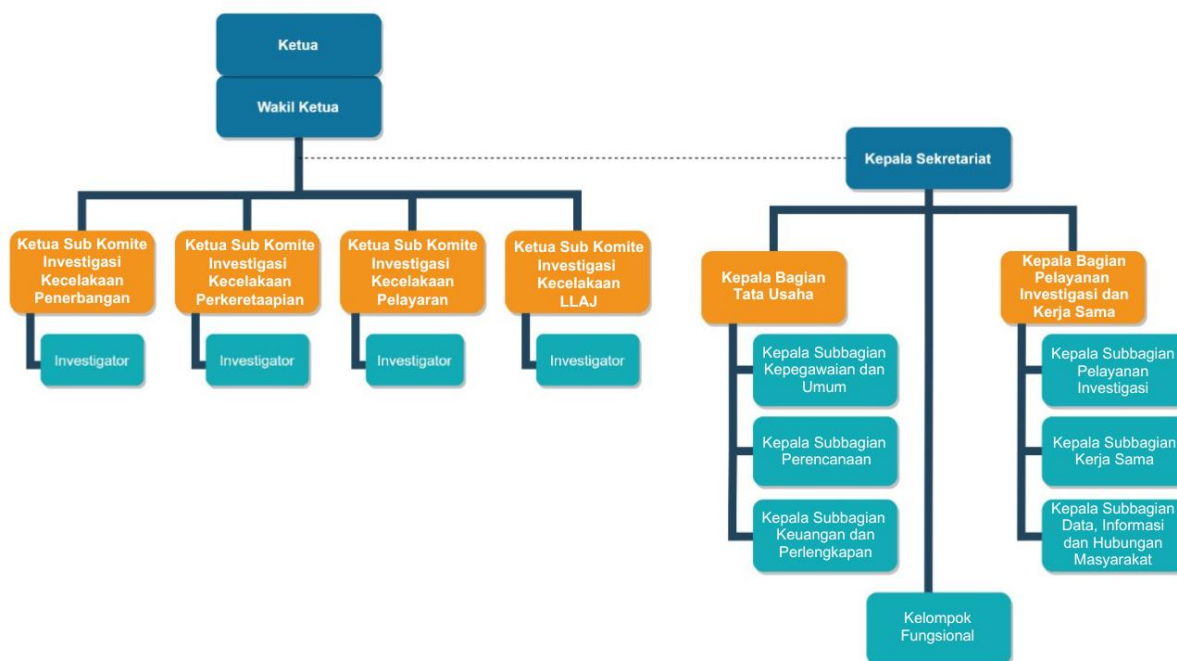 Ketua
Wakil Ketua
Kepala Sekretariat
Ketua Sub Komite
Investigasi
Kecelakaan
Penerbangan
Ketua Sub Komite
Investigasi
Kecelakaan
Perkeretaapian
Ketua Sub Komite
Investigasi
Kecelakaan
Pelayaran
Ketua Sub Komite
Investigasi
Kecelakaan
LLAJ
Investigator
Investigator
Investigator
Investigator
Kepala Bagian
Tata Usaha
Kepala Subbagian
Kepegawaian dan
Umum
Kepala Subbagian
Perencanaan
Kepala Subbagian
Keuangan dan
Perlengkapan
Kepala Bagian
Pelayanan
Investigasi dan
Kerja Sama
Kepala Subbagian
Pelayanan
Investigasi
Kepala Subbagian
Kerja Sama
Kepala Subbagian
Data, Informasi
dan Hubungan
Masyarakat
Kelompok
Fungsional